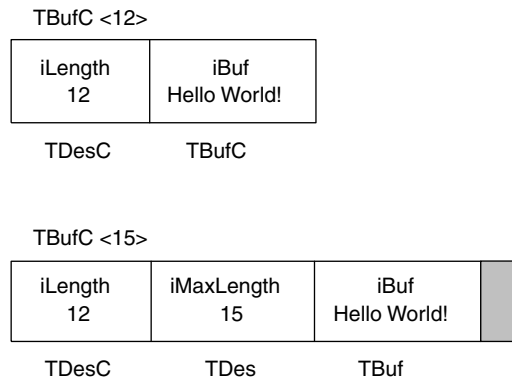 TBufC <12>
iLength iBuf
12 Hello World!
TDesC TBufC
TBufC <15>
iLength iMaxLength iBuf
12 15 Hello World!
TDesC TDes TBuf